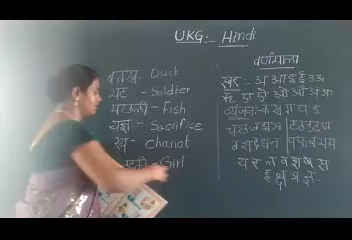 UKG:- Hindi
बतख - Duck
भट - Soldier
मछली - Fish
यज्ञ - Sacrifice
रथ - Chariot
- Girl
वर्णमाला
स्वर:- अ आ इ ई उ ऊ
ऋ ए ऐ ओ औ अं अः
व्यंजन:- क ख ग घ ङ
च छ ज झ ञ ट ठ ड ढ ण
त थ द ध न प फ ब भ म
य र ल व श ष स
ह क्ष त्र ज्ञ